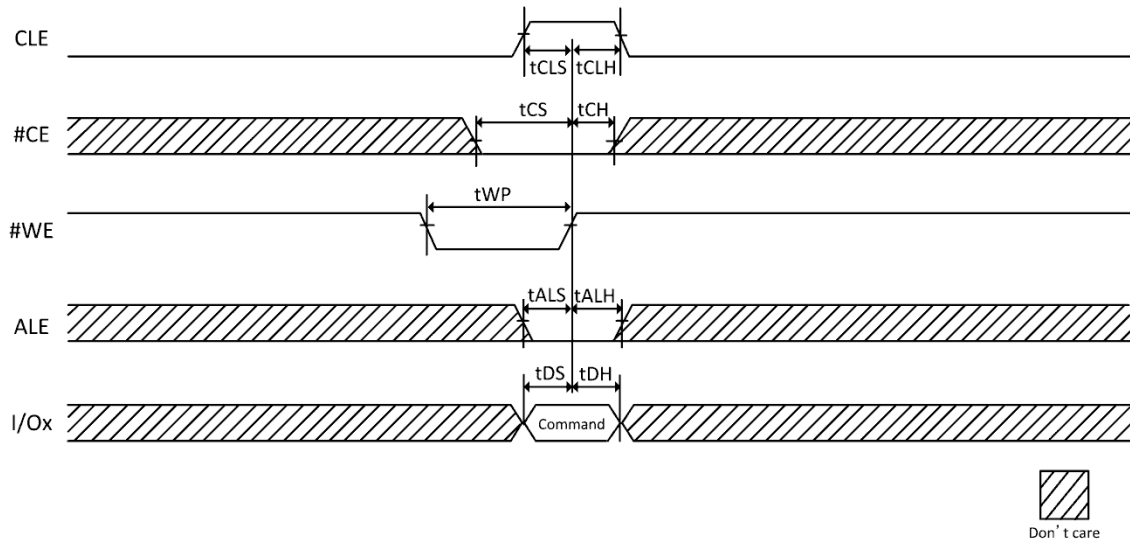 CLE
tCLS tCLH
#CE
tCS tCH
#WE
tWP
ALE
tALS tALH
I/Ox
tDS tDH
Command
Don't care